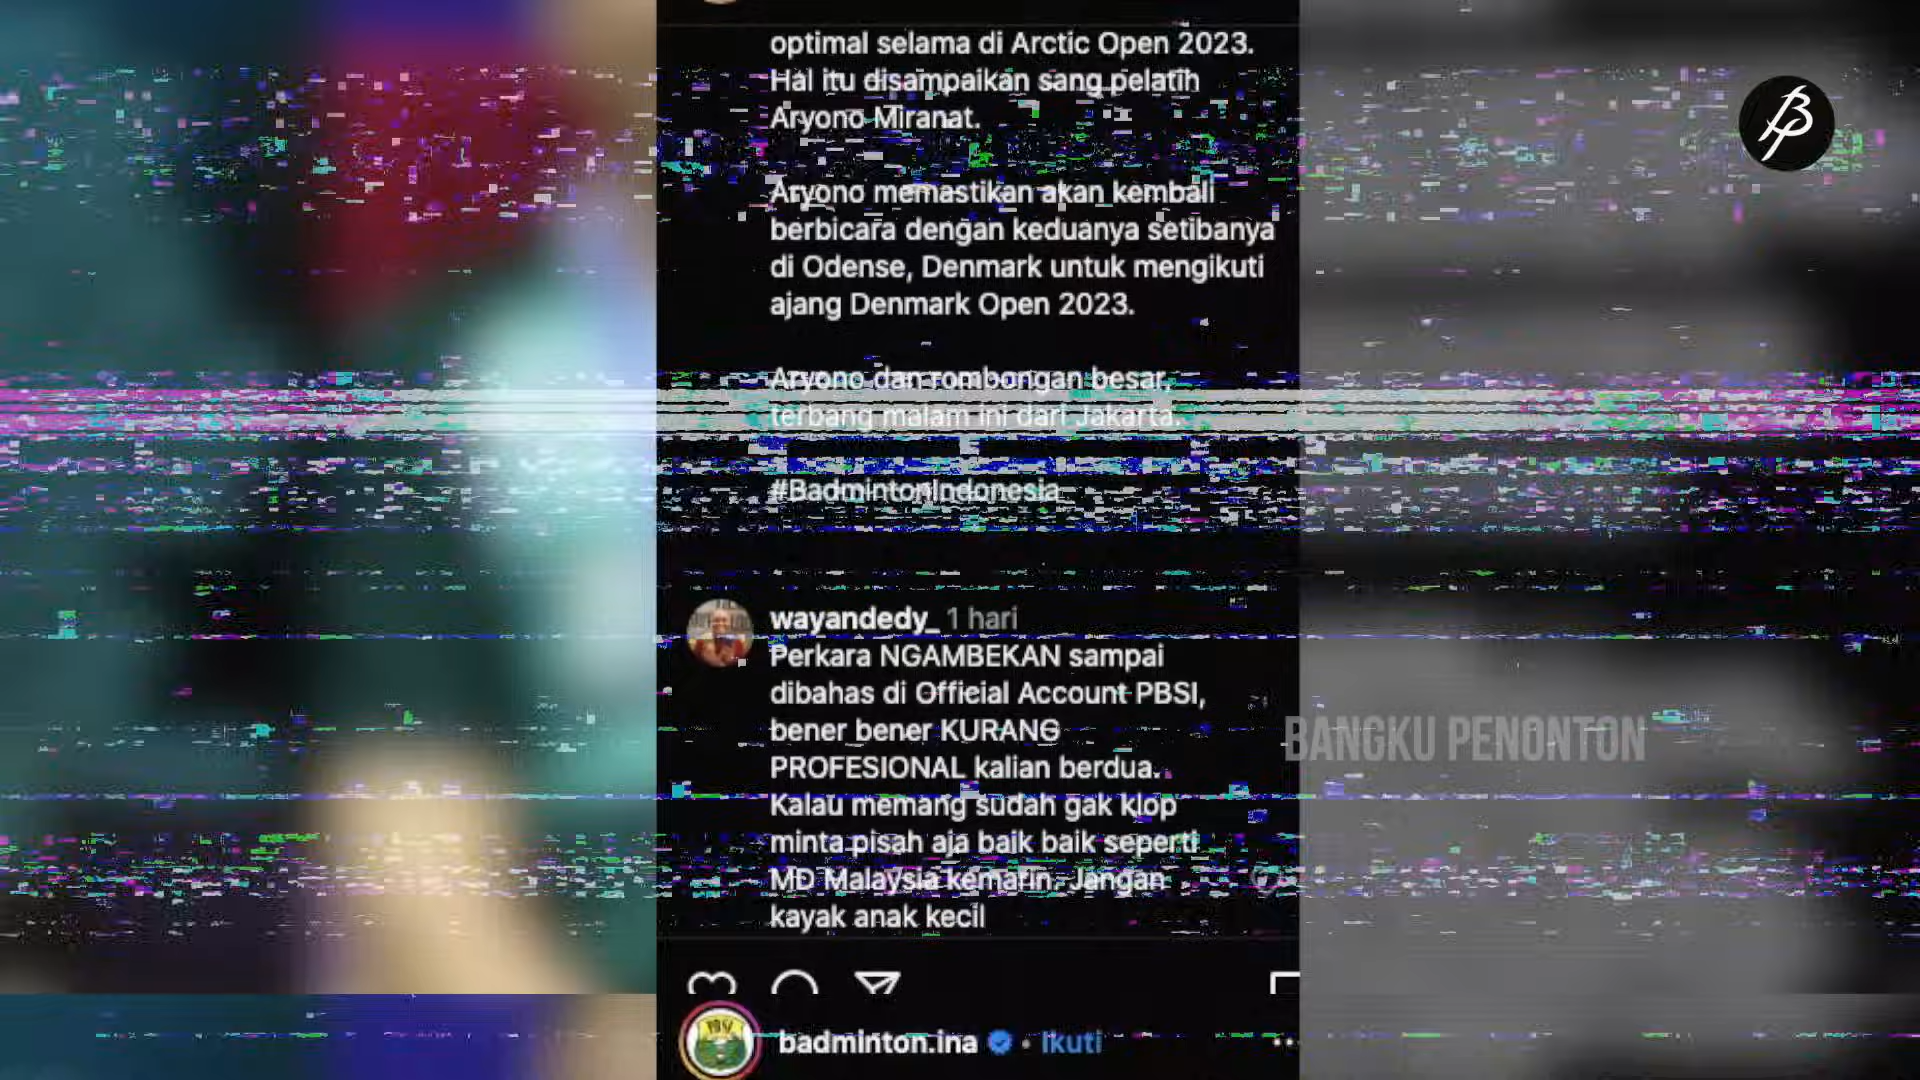 optimal selama di Arctic Open 2023.
Hal itu disampaikan sang pelatih
Aryono Miranat.
Aryono memastikan akan kembali
berbicara dengan keduanya setibanya
di Odense, Denmark untuk mengikuti
ajang Denmark Open 2023.
Aryono dan rombongan besar,
terbang malam ini dari Jakarta.
#BadmintonIndonesia
wayandedy_ 1 hari
Perkara NGAMBEKAN sampai
dibahas di Official Account PBSI,
bener bener KURANG
PROFESIONAL kalian berdua.
Kalau memang sudah gak klop
minta pisah aja baik baik seperti
MD Malaysia kemarin. Jangan
kayak anak kecil
BANGKU PENONTON
PBSI
badminton.ina • Ikuti